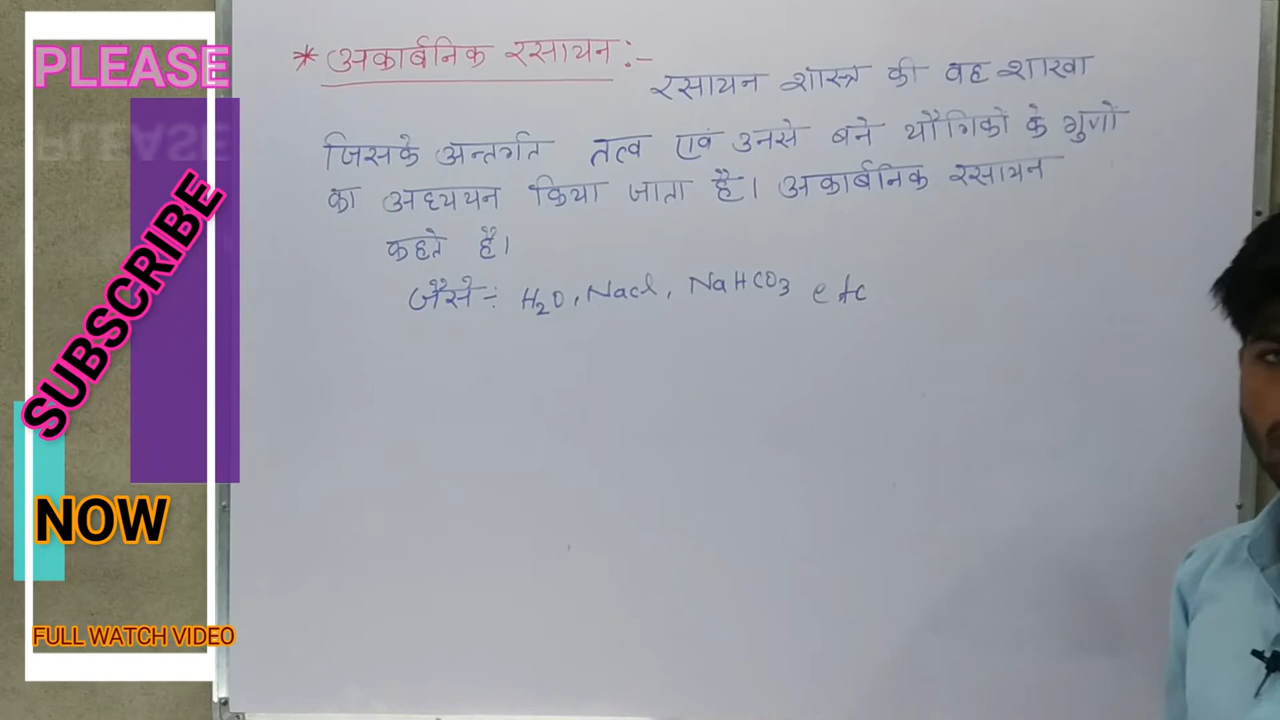 PLEASE
SUBSCRIBE
NOW
FULL WATCH VIDEO
* अकार्बनिक रसायन :-
रसायन शास्त्र की वह शाखा
जिसके अन्तर्गत तत्व एवं उनसे बने यौगिकों के गुणों
का अध्ययन किया जाता है। अकार्बनिक रसायन
कहते है।
जैसे ÷ H₂O, Nacl, NaHCO₃ etc